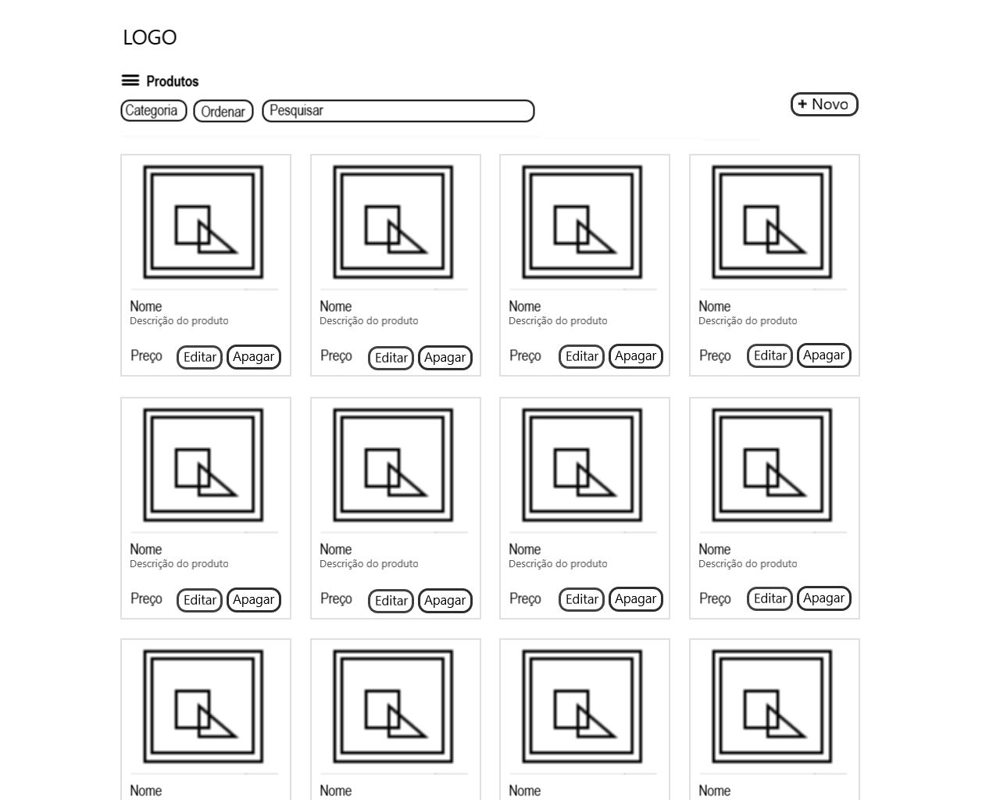 LOGO
Produtos
Categoria Ordenar Pesquisar + Novo
Nome Nome Nome Nome
Descrição do produto Descrição do produto Descrição do produto Descrição do produto
Preço Editar Apagar Preço Editar Apagar Preço Editar Apagar Preço Editar Apagar
Nome Nome Nome Nome
Descrição do produto Descrição do produto Descrição do produto Descrição do produto
Preço Editar Apagar Preço Editar Apagar Preço Editar Apagar Preço Editar Apagar
Nome Nome Nome Nome